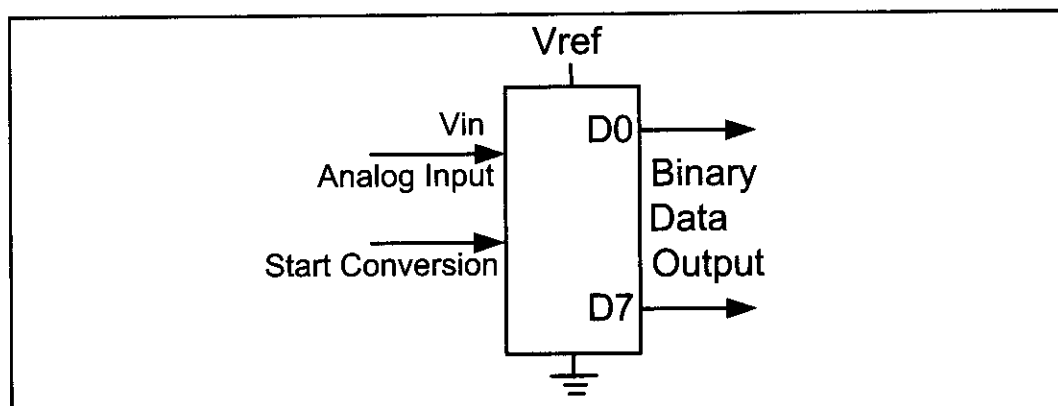 Vref
Vin
Analog Input
Start Conversion
D0
Binary
Data
Output
D7